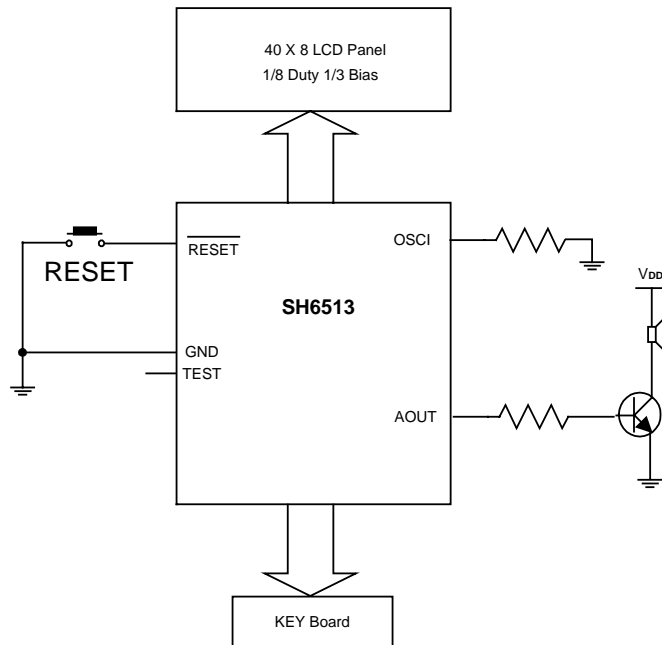 40 X 8 LCD Panel
1/8 Duty 1/3 Bias
RESET
RESET
OSCI
VDD
SH6513
GND
TEST
AOUT
KEY Board